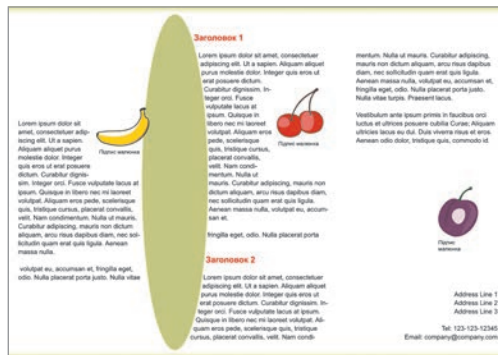 Lorem ipsum dolor sit
amet, consectetuer adip-
iscing elit. Ut a sapien.
Aliquam aliquet purus
molestie dolor. Integer
quis eros ut erat posuere
dictum. Curabitur dignis-
sim. Integer orci. Fusce vulputate lacus at
ipsum. Quisque in libero nec mi laoreet
volutpat. Aliquam eros pede, scelerisque
quis, tristique cursus, placerat convallis,
velit. Nam condimentum. Nulla ut mauris.
Curabitur adipiscing, mauris non dictum
aliquam, arcu risus dapibus diam, nec sol-
licitudin quam erat quis ligula. Aenean
massa nulla.
volutpat eu, accumsan et, fringilla eget,
odio. Nulla placerat porta justo. Nulla vitae
Підпис малюнка
Заголовок 1
Lorem ipsum dolor sit amet, consectetuer
adipiscing elit. Ut a sapien. Aliquam aliquet
purus molestie dolor. Integer quis eros ut
erat posuere dictum.
Curabitur dignissim. In-
teger orci. Fusce
vulputate lacus at
ipsum. Quisque in
libero nec mi laoreet
volutpat. Aliquam eros
pede, scelerisque
quis, tristique cursus,
placerat convallis,
velit. Nam condi-
mentum. Nulla ut
mauris. Curabitur adipiscing, mauris non
dictum aliquam, arcu risus dapibus diam,
nec sollicitudin quam erat quis ligula.
Aenean massa nulla, volutpat eu, accum-
san et.
fringilla eget, odio. Nulla placerat porta
Підпис малюнка
Заголовок 2
Lorem ipsum dolor sit amet, consectetuer
adipiscing elit. Ut a sapien. Aliquam aliquet
purus molestie dolor. Integer quis eros ut
erat posuere dictum. Curabitur dignissim. In-
teger orci. Fusce vulputate lacus at ipsum.
Quisque in libero nec mi laoreet volutpat. Ali-
quam eros pede, scelerisque quis, tristique
cursus, placerat convallis, velit. Nam condi-
mentum. Nulla ut mauris. Curabitur adipiscing,
mauris non dictum aliquam, arcu risus dapibus
diam, nec sollicitudin quam erat quis ligula.
Aenean massa nulla, volutpat eu, accumsan et,
fringilla eget, odio. Nulla placerat porta justo.
Nulla vitae turpis. Praesent lacus.
Vestibulum ante ipsum primis in faucibus orci
luctus et ultrices posuere cubilia Curae; Aliquam
ultricies lacus eu dui. Duis viverra risus et eros.
Aenean odio dolor, tristique quis, commodo id.
Підпис
малюнка
Address Line 1
Address Line 2
Address Line 3
Tel: 123-123-12345
Email: company@company.com